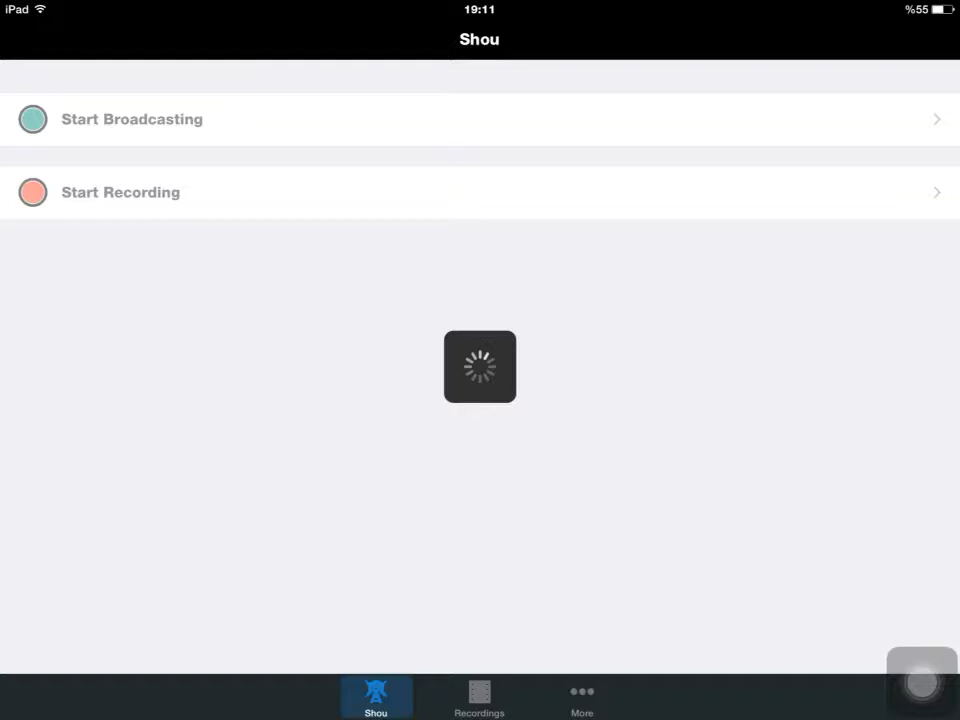 iPad 19:11 %55
Shou
Start Broadcasting
Start Recording
Shou Recordings More